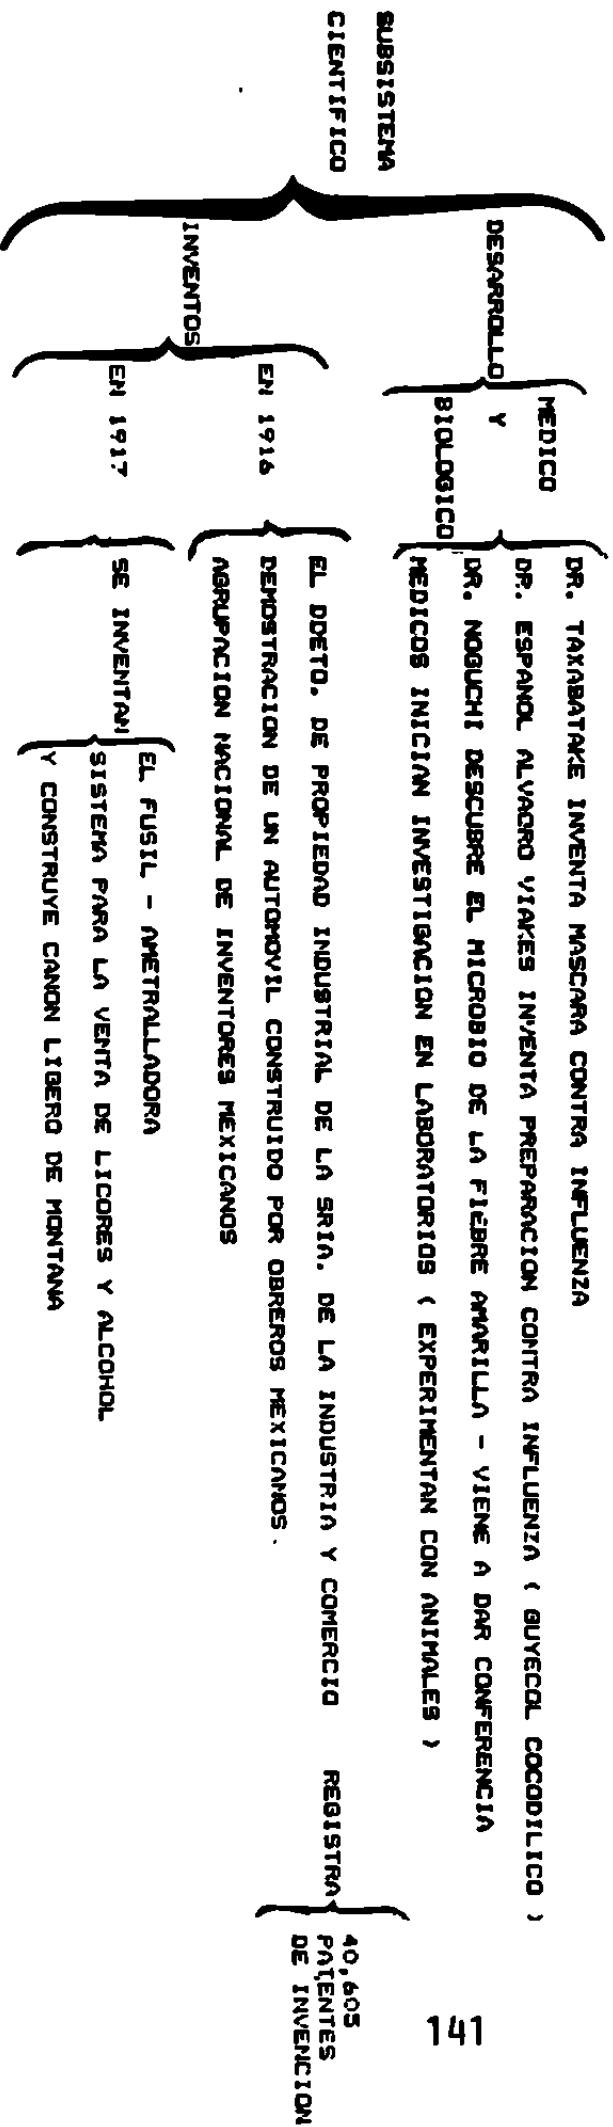 SUBSISTEMA
CIENTIFICO
DESARROLLO
MEDICO
Y
BIOLOGICO
DR. TAXABATAKE INVENTA MASCARA CONTRA INFLUENZA
DR. ESPANOL ALVAGRO VIAKES INVENTA PREPARACION CONTRA INFLUENZA ( GUYECOL COCODILICO )
DR. NOGUCHI DESCUBRE EL MICROBIO DE LA FIEBRE AMARILLA - VIENE A DAR CONFERENCIA
MEDICOS INICIAN INVESTIGACION EN LABORATORIOS ( EXPERIMENTAN CON ANIMALES )
INVENTOS
EN 1916
EL DDETO. DE PROPIEDAD INDUSTRIAL DE LA SRIA. DE LA INDUSTRIA Y COMERCIO REGISTRA
40,605
PATENTES
DE INVENCION
DEMOSTRACION DE UN AUTOMOVIL CONSTRUIDO POR OBREROS MEXICANOS.
AGRUPACION NACIONAL DE INVENTORES MEXICANOS
EN 1917
SE INVENTAN
EL FUSIL - AMETRALLADORA
SISTEMA PARA LA VENTA DE LICORES Y ALCOHOL
Y CONSTRUYE CANON LIGERO DE MONTANA
141